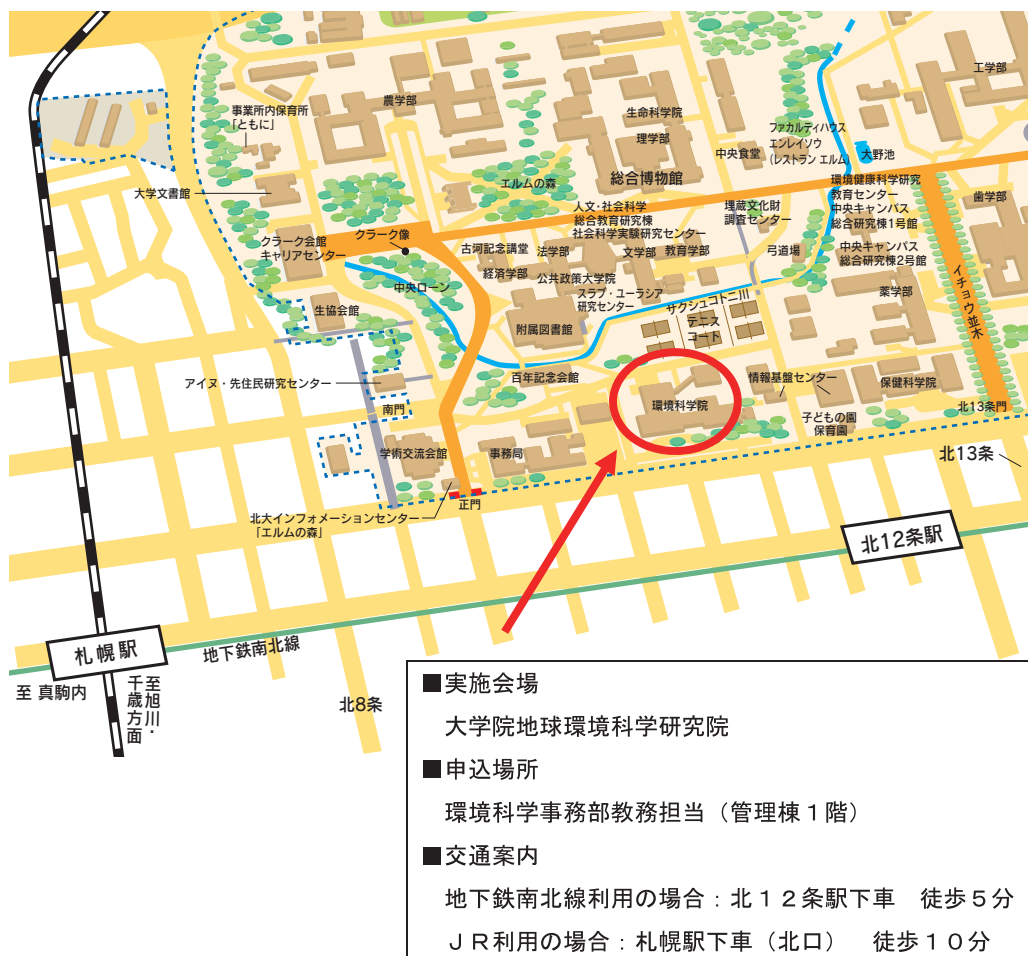 工学部
農学部
事業所内保育所
「ともに」
生命科学院
理学部
ファカルティハウス
エンレイソウ
(レストラン エルム)
中央食堂
大野池
大学文書館
エルムの森
総合博物館
環境健康科学研究
教育センター
中央キャンパス
総合研究棟1号館
歯学部
人文・社会科学
総合教育研究棟
社会科学実験研究センター
埋蔵文化財
調査センター
クラーク像
クラーク会館
キャリアセンター
古河記念講堂
法学部
文学部
教育学部
弓道場
中央キャンパス
総合研究棟2号館
経済学部
公共政策大学院
スラブ・ユーラシア
研究センター
中央ローン
薬学部
イチョウ並木
サクシュコトニ川
生協会館
附属図書館
テニス
コート
アイヌ・先住民研究センター
百年記念会館
情報基盤センター
保健科学院
環境科学院
南門
子どもの園
保育園
北13条門
学術交流会館
事務局
北13条
正門
北大インフォメーションセンター
「エルムの森」
北12条駅
札幌駅
地下鉄南北線
至 真駒内
至旭川・
千歳方面
北8条
■実施会場
大学院地球環境科学研究院
■申込場所
環境科学事務部教務担当（管理棟１階）
■交通案内
地下鉄南北線利用の場合：北１２条駅下車　徒歩５分
ＪＲ利用の場合：札幌駅下車（北口）　徒歩１０分